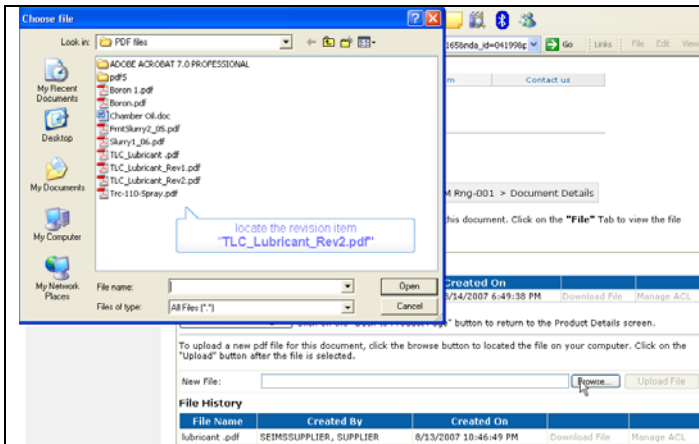 Choose file
Look in: PDF files
1658nda_id=041998p
Go
Links
File Edit View
My Recent Documents
Desktop
My Documents
My Computer
My Network Places
ADOBE ACROBAT 7.0 PROFESSIONAL
pdfS
Boron 1.pdf
Boron.pdf
Chamber Oil.doc
FrntSlurry2_05.pdf
Slurry1_06.pdf
TLC_Lubricant .pdf
TLC_Lubricant_Rev1.pdf
TLC_Lubricant_Rev2.pdf
Trc-110-Spray.pdf
locate the revision item
"TLC_Lubricant_Rev2.pdf"
File name:
Open
Files of type: All Files (*.*)
Cancel
m Contact us
M Rng-001 > Document Details
his document. Click on the "File" Tab to view the file
Created On
/14/2007 6:49:38 PM Download File Manage ACL
button to return to the Product Details screen.
To upload a new pdf file for this document, click the browse button to located the file on your computer. Click on the
"Upload" button after the file is selected.
New File: Browse... Upload File
File History
File Name Created By Created On
lubricant .pdf SEIMSSUPPLIER, SUPPLIER 8/13/2007 10:46:49 PM Download File Manage ACL